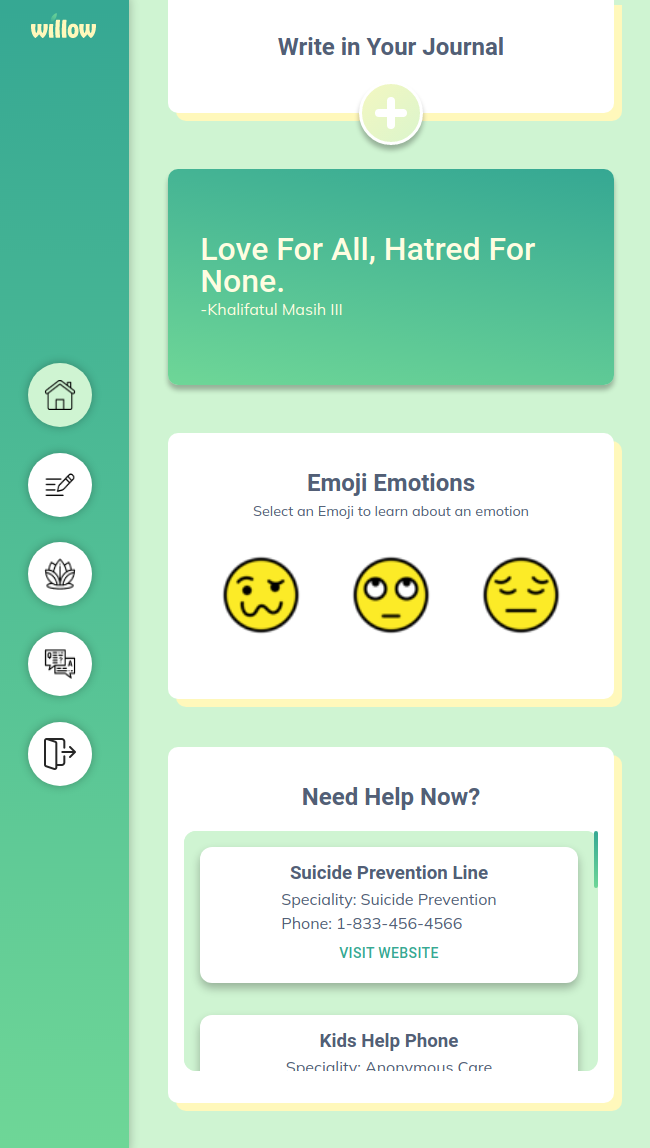 willow
Write in Your Journal
Love For All, Hatred For
None.
-Khalifatul Masih III
Emoji Emotions
Select an Emoji to learn about an emotion
Need Help Now?
Suicide Prevention Line
Speciality: Suicide Prevention
Phone: 1-833-456-4566
VISIT WEBSITE
Kids Help Phone
Speciality: Anonymous Care